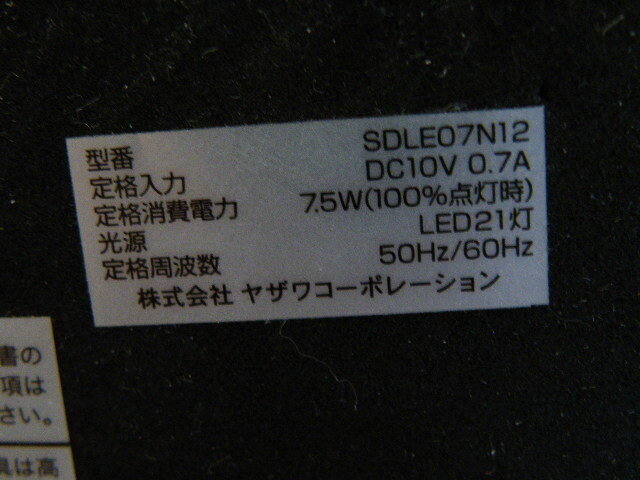 型番 SDLE07N12
定格入力 DC10V 0.7A
定格消費電力 7.5W(100%点灯時)
光源 LED21灯
定格周波数 50Hz/60Hz
株式会社 ヤザワコーポレーション
書の
項は
さい。
具は高